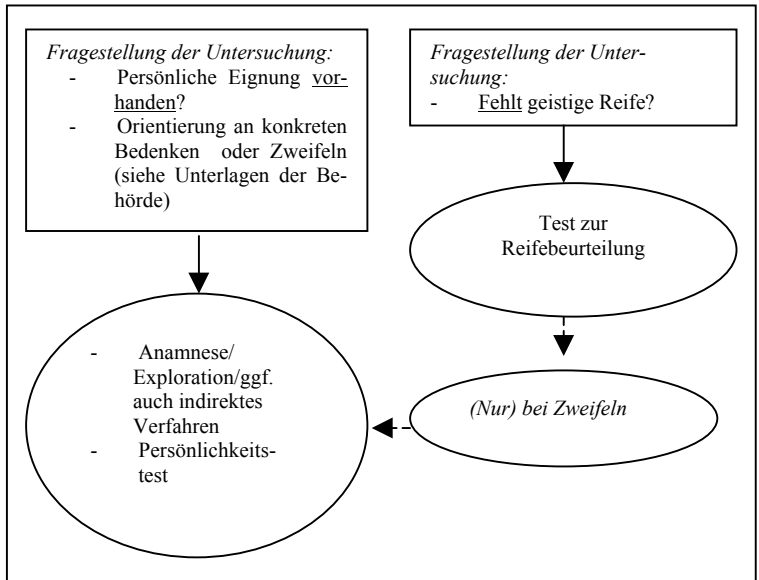 Fragestellung der Untersuchung:
- Persönliche Eignung vor-
handen?
- Orientierung an konkreten
Bedenken oder Zweifeln
(siehe Unterlagen der Be-
hörde)
Fragestellung der Unter-
suchung:
- Fehlt geistige Reife?
Test zur
Reifebeurteilung
- Anamnese/
Exploration/ggf.
auch indirektes
Verfahren
- Persönlichkeits-
test
(Nur) bei Zweifeln